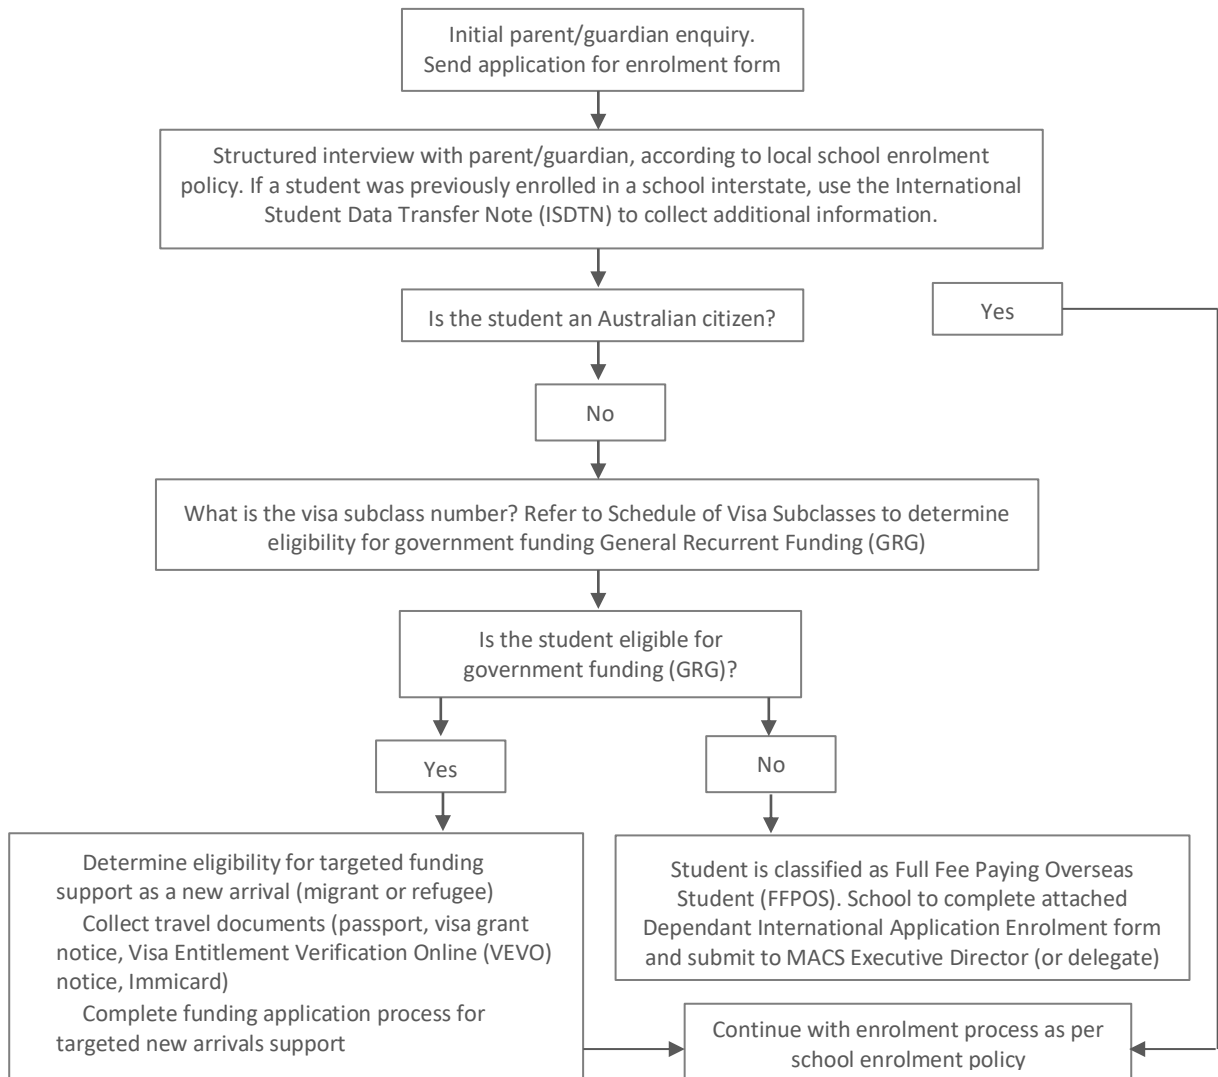 Initial parent/guardian enquiry.
Send application for enrolment form
Structured interview with parent/guardian, according to local school enrolment
policy. If a student was previously enrolled in a school interstate, use the International
Student Data Transfer Note (ISDTN) to collect additional information.
Is the student an Australian citizen?
Yes
No
What is the visa subclass number? Refer to Schedule of Visa Subclasses to determine
eligibility for government funding General Recurrent Funding (GRG)
Is the student eligible for
government funding (GRG)?
Yes
No
Determine eligibility for targeted funding
support as a new arrival (migrant or refugee)
Collect travel documents (passport, visa grant
notice, Visa Entitlement Verification Online (VEVO)
notice, Immicard)
Complete funding application process for
targeted new arrivals support
Student is classified as Full Fee Paying Overseas
Student (FFPOS). School to complete attached
Dependant International Application Enrolment form
and submit to MACS Executive Director (or delegate)
Continue with enrolment process as per
school enrolment policy